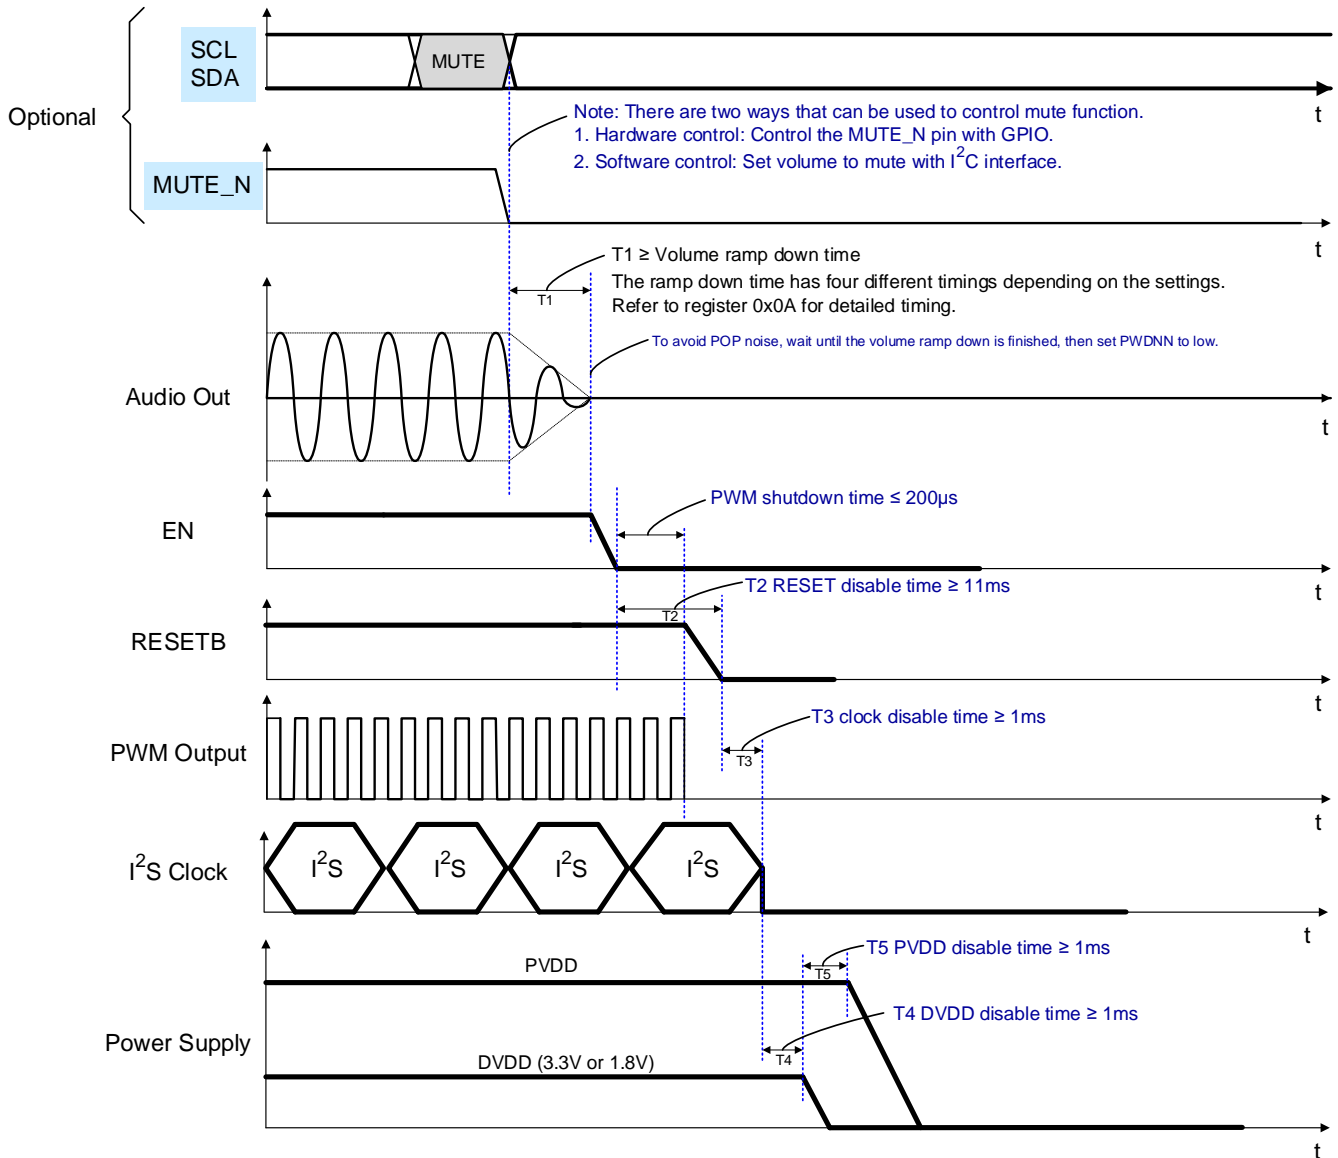 Optional
SCL
SDA
MUTE
t
Note: There are two ways that can be used to control mute function.
1. Hardware control: Control the MUTE_N pin with GPIO.
2. Software control: Set volume to mute with I²C interface.
MUTE_N
t
T1 ≥ Volume ramp down time
The ramp down time has four different timings depending on the settings.
Refer to register 0x0A for detailed timing.
T1
To avoid POP noise, wait until the volume ramp down is finished, then set PWDNN to low.
Audio Out
t
PWM shutdown time ≤ 200µs
EN
t
T2 RESET disable time ≥ 11ms
T2
RESETB
t
T3 clock disable time ≥ 1ms
T3
PWM Output
t
I²S Clock
I²S
I²S
I²S
I²S
t
T5 PVDD disable time ≥ 1ms
PVDD
T5
T4 DVDD disable time ≥ 1ms
Power Supply
T4
DVDD (3.3V or 1.8V)
t